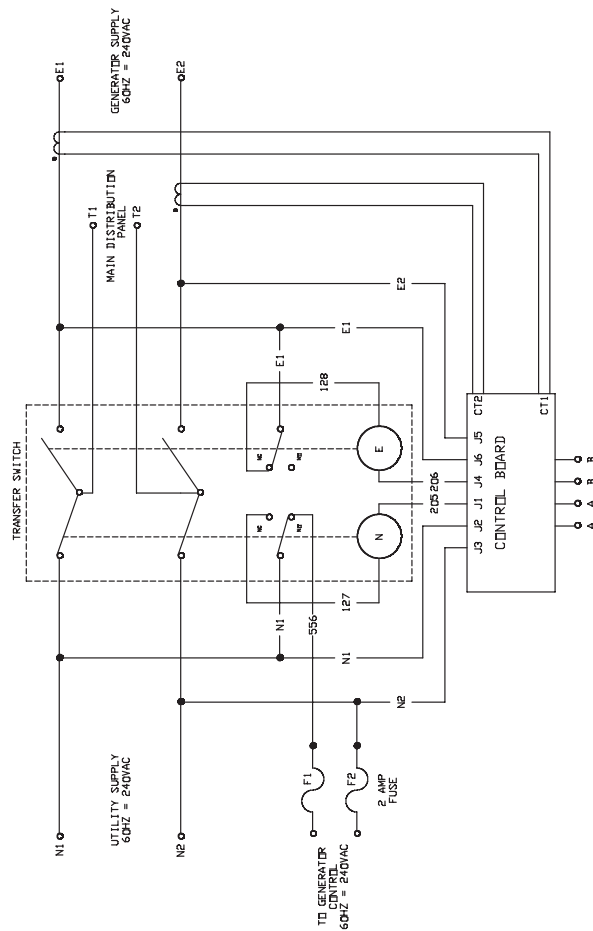 TRANSFER SWITCH
N1
E1
T1
UTILITY SUPPLY
60HZ = 240VAC
MAIN DISTRIBUTION
PANEL
GENERATOR SUPPLY
60HZ = 240VAC
T2
N2
E2
NC
NO
NC
NO
N1
E1
556
F1
128
TO GENERATOR
CONTROL
60HZ = 240VAC
127
N1
E1
F2
2 AMP
FUSE
N
E
N2
E2
205
206
J3
J2
J1
J4
J6
J5
CT2
CONTROL BOARD
CT1
A
A
B
B